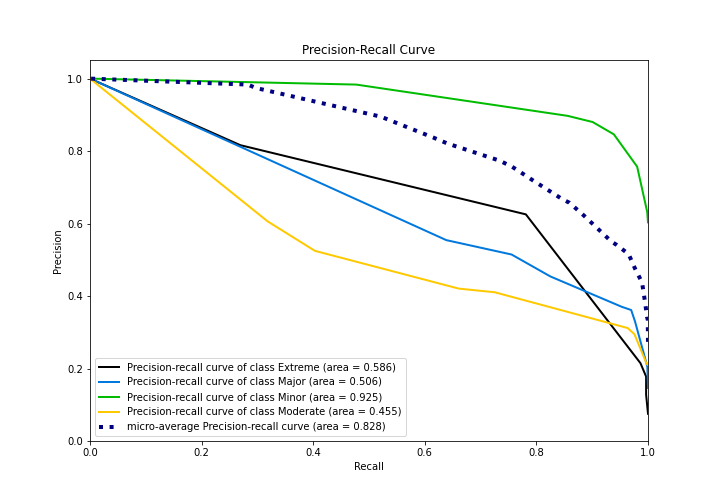 Precision-Recall Curve
Precision
1.0
0.8
0.6
0.4
0.2
0.0
Precision-recall curve of class Extreme (area = 0.586)
Precision-recall curve of class Major (area = 0.506)
Precision-recall curve of class Minor (area = 0.925)
Precision-recall curve of class Moderate (area = 0.455)
micro-average Precision-recall curve (area = 0.828)
0.0 0.2 0.4 0.6 0.8 1.0
Recall